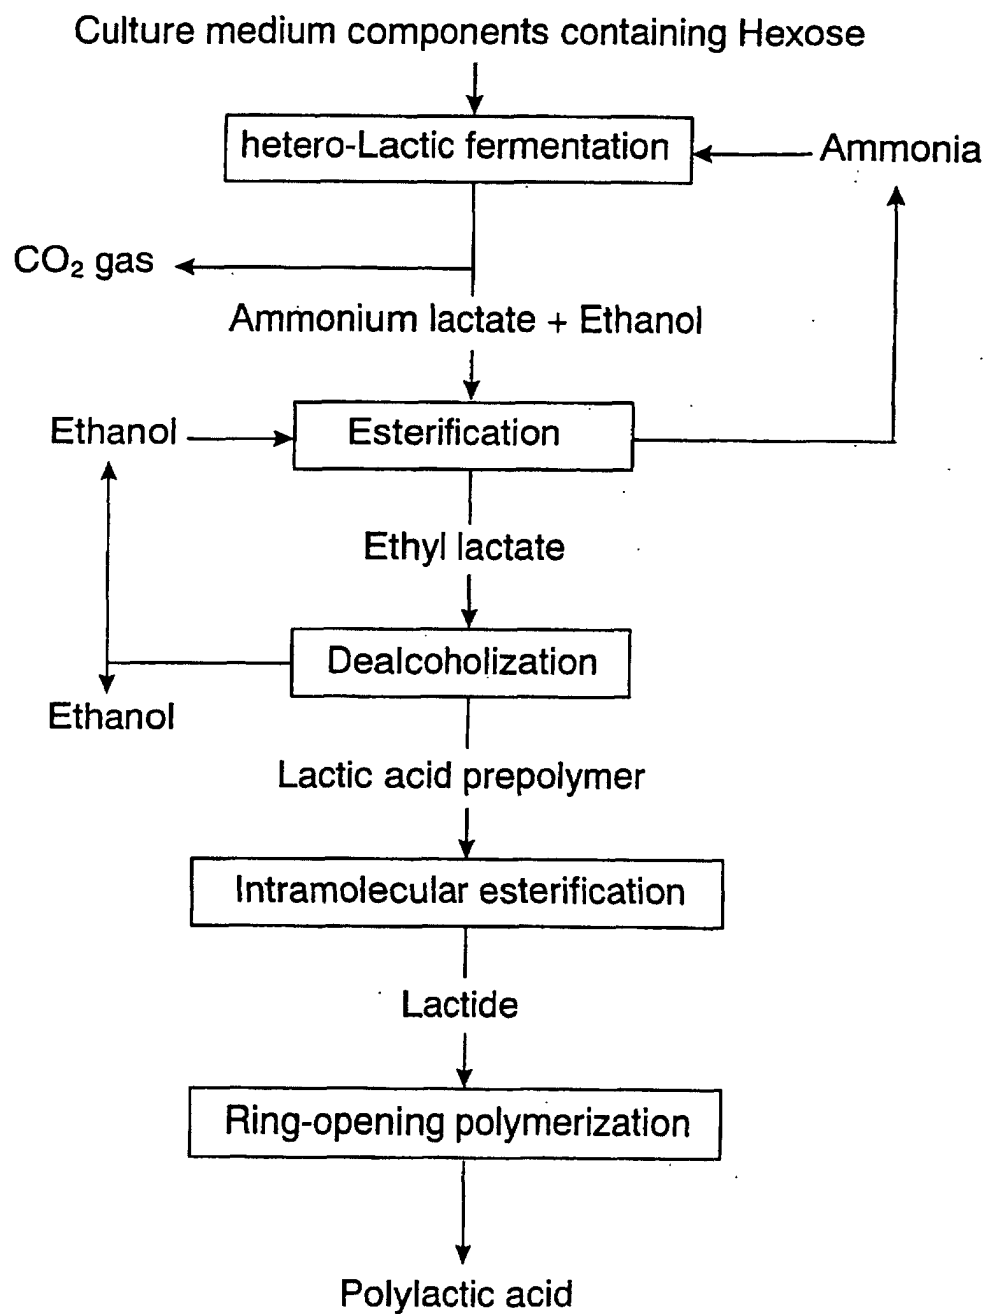 Culture medium components containing Hexose
hetero-Lactic fermentation
Ammonia
CO₂ gas
Ammonium lactate + Ethanol
Ethanol
Esterification
Ethyl lactate
Dealcoholization
Ethanol
Lactic acid prepolymer
Intramolecular esterification
Lactide
Ring-opening polymerization
Polylactic acid